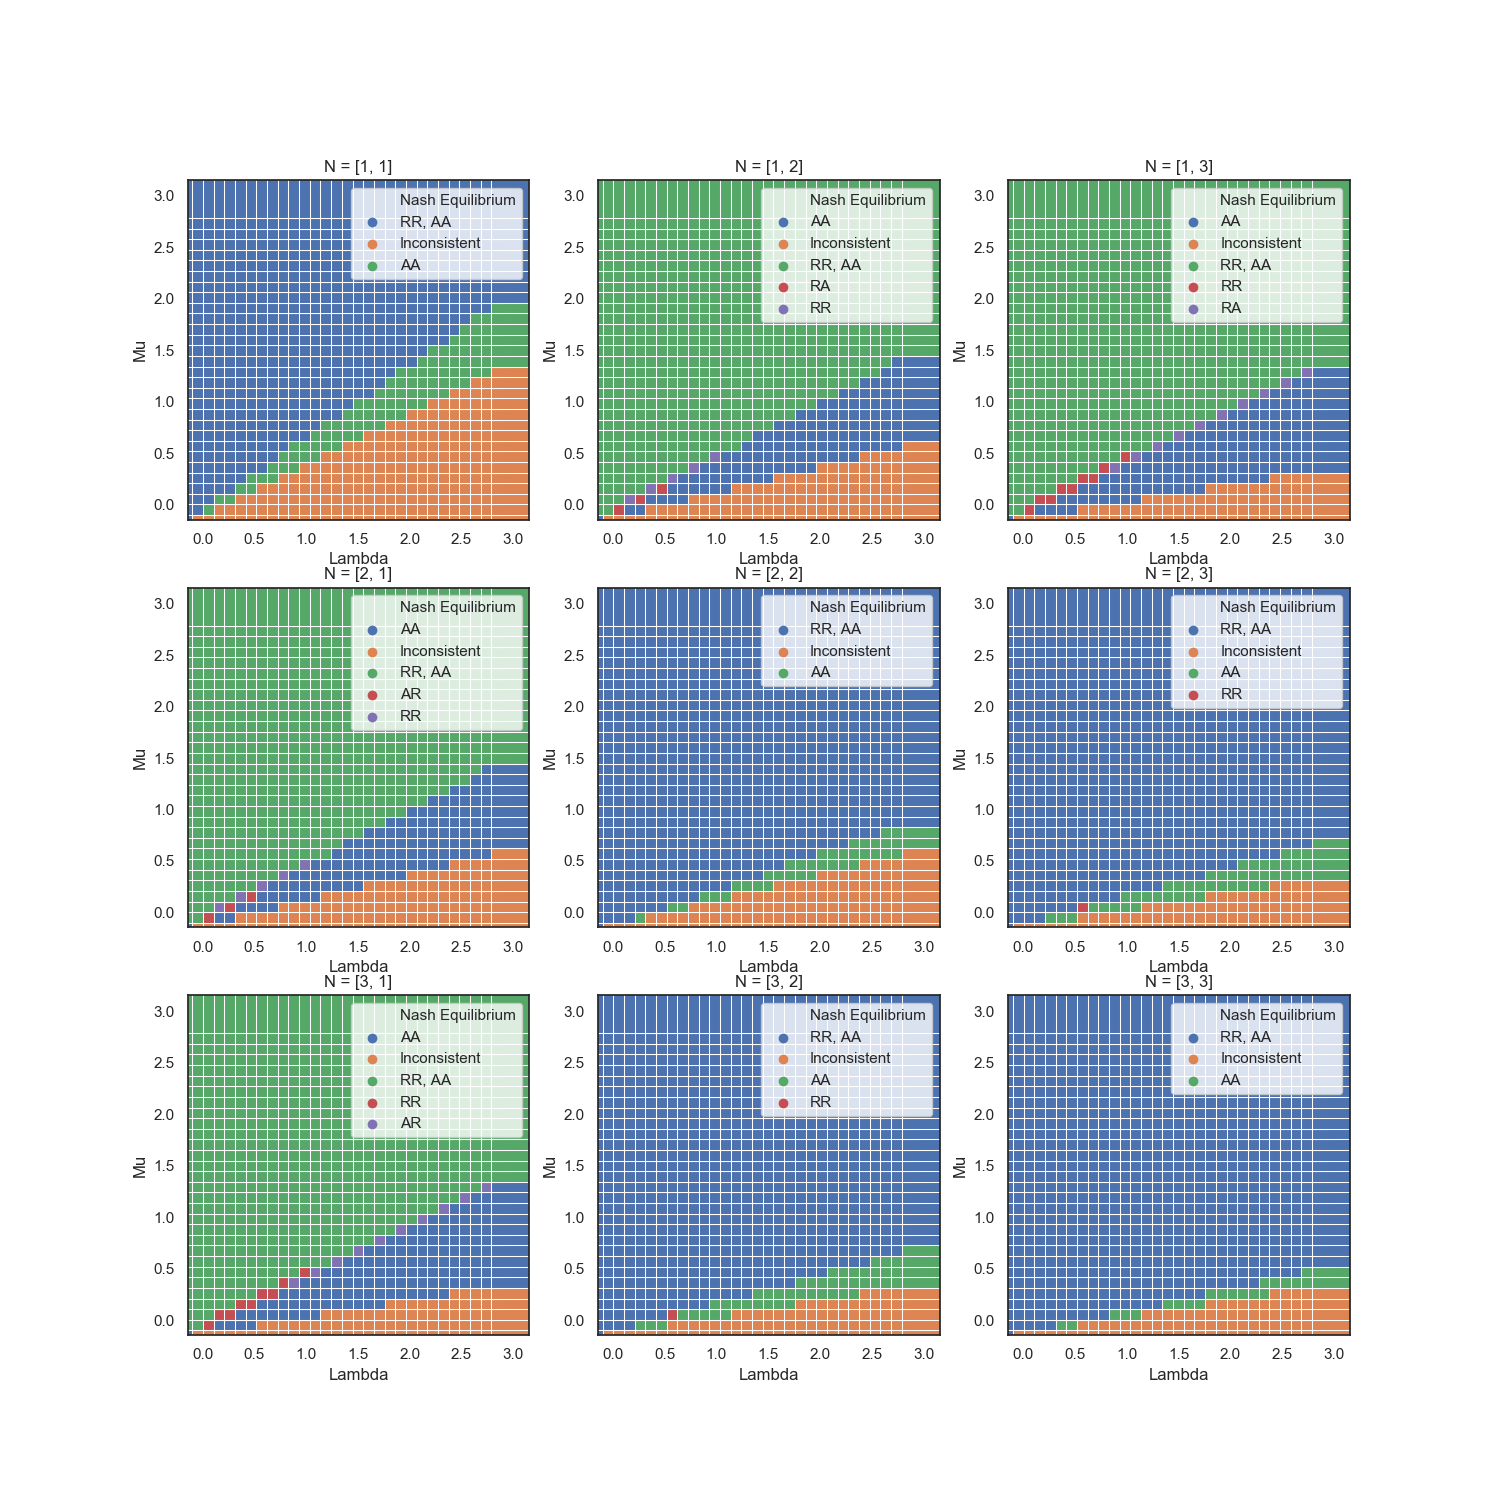 N = [1, 1]
Nash Equilibrium
RR, AA
Inconsistent
AA
3.0
2.5
2.0
1.5
1.0
0.5
0.0
Mu
0.0 0.5 1.0 1.5 2.0 2.5 3.0
Lambda
N = [1, 2]
Nash Equilibrium
AA
Inconsistent
RR, AA
RA
RR
3.0
2.5
2.0
1.5
1.0
0.5
0.0
Mu
0.0 0.5 1.0 1.5 2.0 2.5 3.0
Lambda
N = [1, 3]
Nash Equilibrium
AA
Inconsistent
RR, AA
RR
RA
3.0
2.5
2.0
1.5
1.0
0.5
0.0
Mu
0.0 0.5 1.0 1.5 2.0 2.5 3.0
Lambda
N = [2, 1]
Nash Equilibrium
AA
Inconsistent
RR, AA
AR
RR
3.0
2.5
2.0
1.5
1.0
0.5
0.0
Mu
0.0 0.5 1.0 1.5 2.0 2.5 3.0
Lambda
N = [2, 2]
Nash Equilibrium
RR, AA
Inconsistent
AA
3.0
2.5
2.0
1.5
1.0
0.5
0.0
Mu
0.0 0.5 1.0 1.5 2.0 2.5 3.0
Lambda
N = [2, 3]
Nash Equilibrium
RR, AA
Inconsistent
AA
RR
3.0
2.5
2.0
1.5
1.0
0.5
0.0
Mu
0.0 0.5 1.0 1.5 2.0 2.5 3.0
Lambda
N = [3, 1]
Nash Equilibrium
AA
Inconsistent
RR, AA
RR
AR
3.0
2.5
2.0
1.5
1.0
0.5
0.0
Mu
0.0 0.5 1.0 1.5 2.0 2.5 3.0
Lambda
N = [3, 2]
Nash Equilibrium
RR, AA
Inconsistent
AA
RR
3.0
2.5
2.0
1.5
1.0
0.5
0.0
Mu
0.0 0.5 1.0 1.5 2.0 2.5 3.0
Lambda
N = [3, 3]
Nash Equilibrium
RR, AA
Inconsistent
AA
3.0
2.5
2.0
1.5
1.0
0.5
0.0
Mu
0.0 0.5 1.0 1.5 2.0 2.5 3.0
Lambda